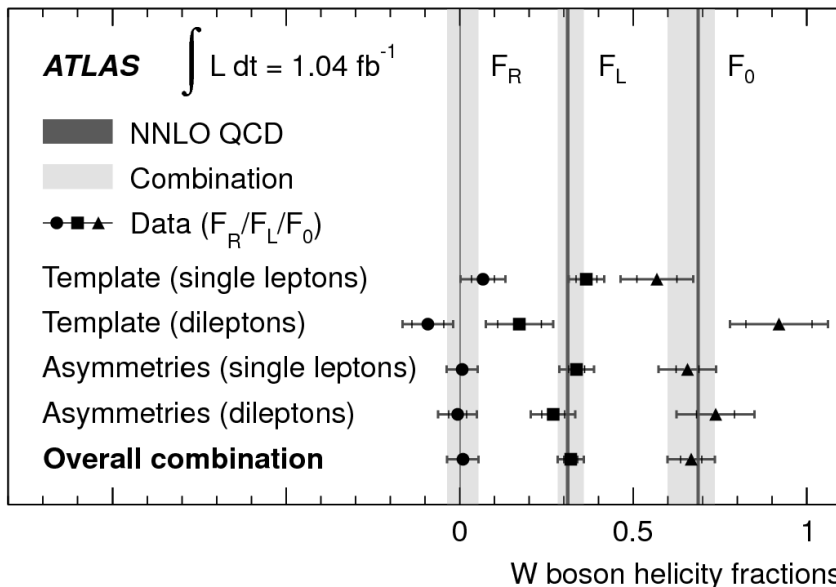 ATLAS ∫ L dt = 1.04 fb⁻¹ F_R F_L F_0
NNLO QCD
Combination
Data (F_R/F_L/F_0)
Template (single leptons)
Template (dileptons)
Asymmetries (single leptons)
Asymmetries (dileptons)
Overall combination
0 0.5 1
W boson helicity fractions